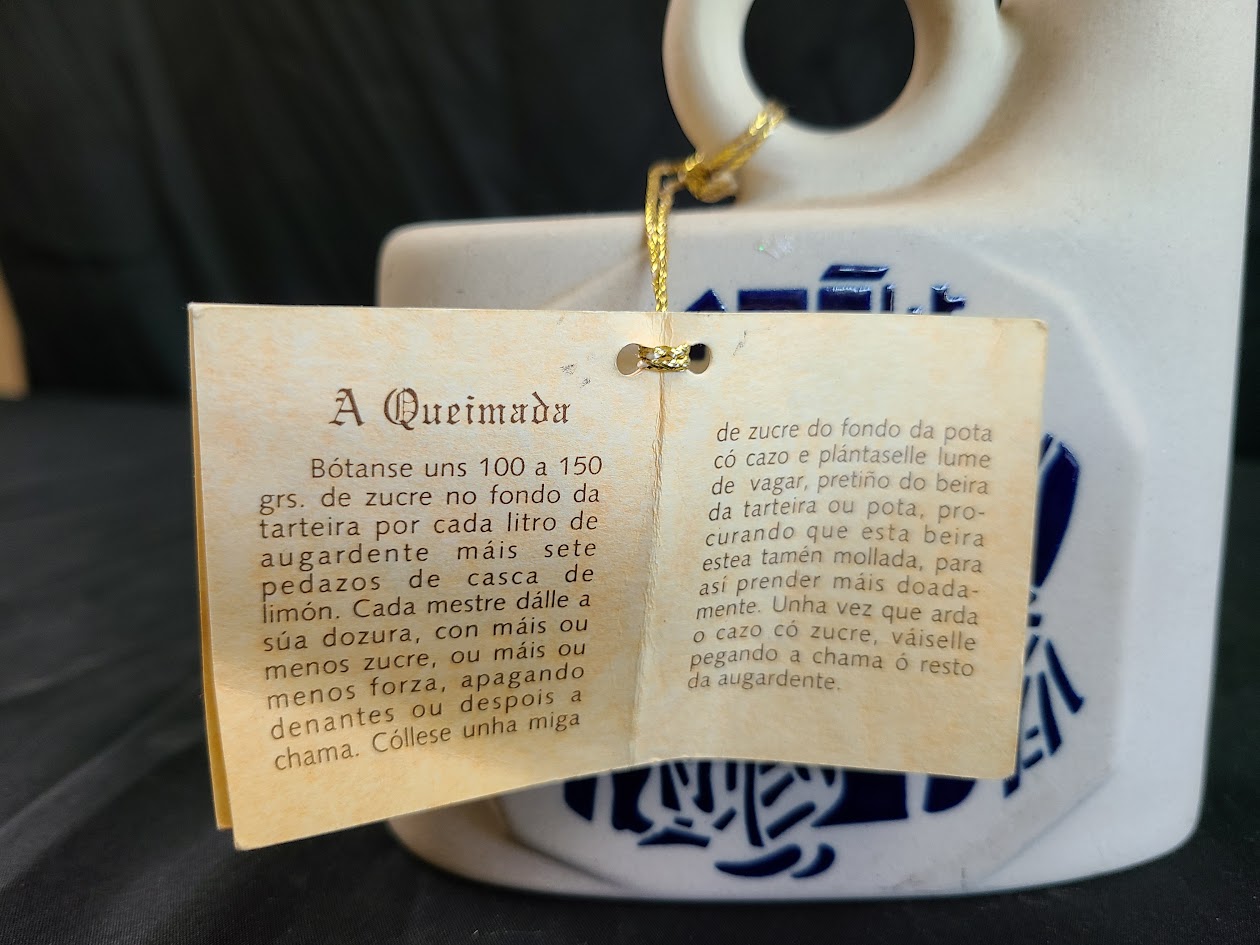 A Queimada
Bótanse uns 100 a 150
grs. de zucre no fondo da
tarteira por cada litro de
augardente máis sete
pedazos de casca de
limón. Cada mestre dálle a
súa dozura, con máis ou
menos zucre, ou máis ou
menos forza, apagando
denantes ou despois a
chama. Cóllese unha miga
de zucre do fondo da pota
có cazo e plántaselle lume
de vagar, pretiño do beira
da tarteira ou pota, pro-
curando que esta beira
estea tamén mollada, para
así prender máis doada-
mente. Unha vez que arda
o cazo có zucre, váiselle
pegando a chama ó resto
da augardente.